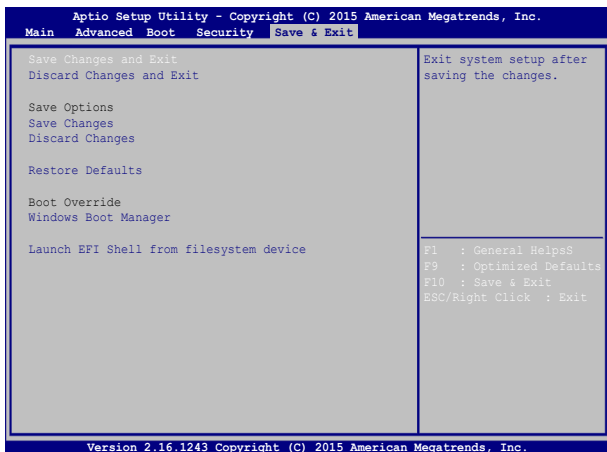 Aptio Setup Utility - Copyright (C) 2015 American Megatrends, Inc.
Main Advanced Boot Security Save & Exit
Save Changes and Exit
Discard Changes and Exit
Save Options
Save Changes
Discard Changes
Restore Defaults
Boot Override
Windows Boot Manager
Launch EFI Shell from filesystem device
Exit system setup after
saving the changes.
F1 : General HelpsS
F9 : Optimized Defaults
F10 : Save & Exit
ESC/Right Click : Exit
Version 2.16.1243 Copyright (C) 2015 American Megatrends, Inc.